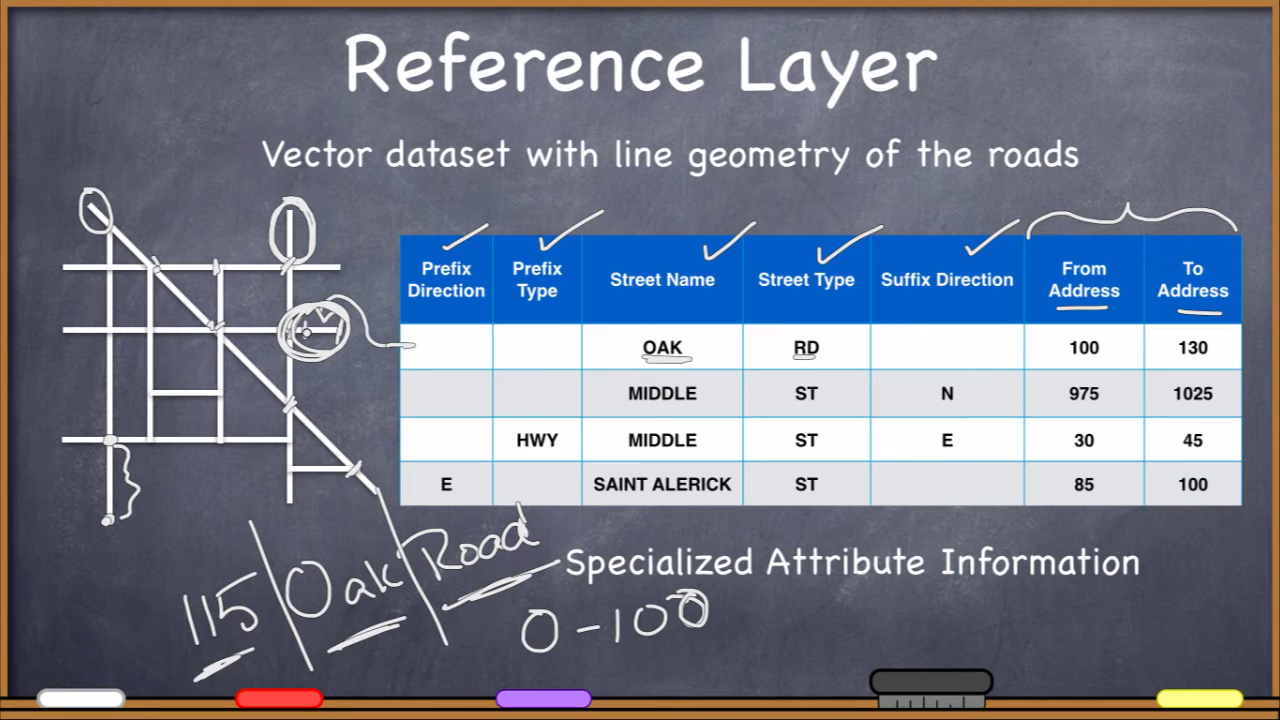 Reference Layer
Vector dataset with line geometry of the roads
Prefix Direction Prefix Type Street Name Street Type Suffix Direction From Address To Address
OAK RD 100 130
MIDDLE ST N 975 1025
HWY MIDDLE ST E 30 45
E SAINT ALERICK ST 85 100
Specialized Attribute Information
115/Oak/Road
0-100